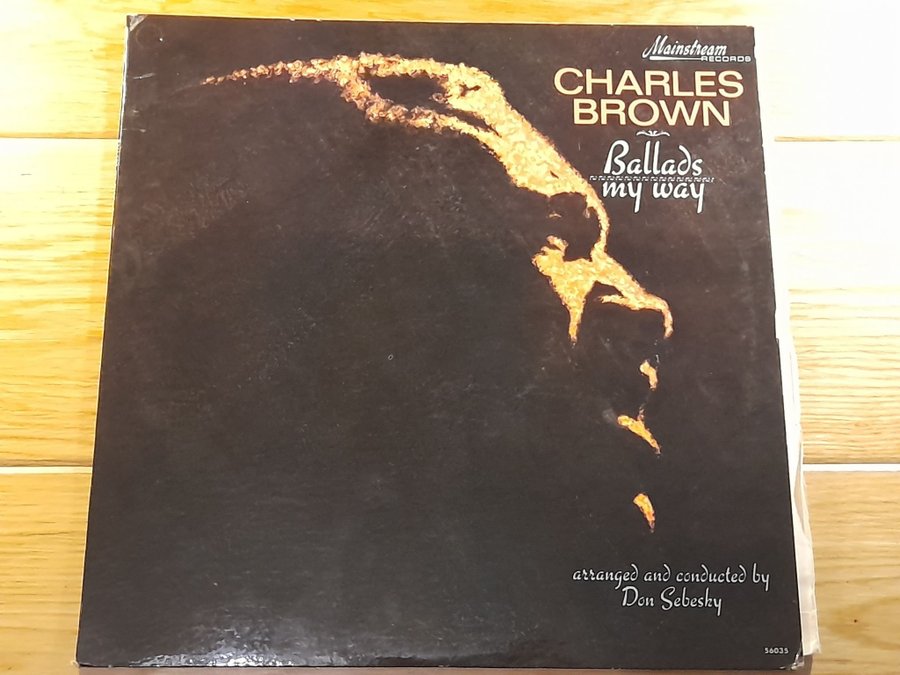 Mainstream
RECORDS
CHARLES
BROWN
Ballads
my way
arranged and conducted by
Don Sebesky
56035